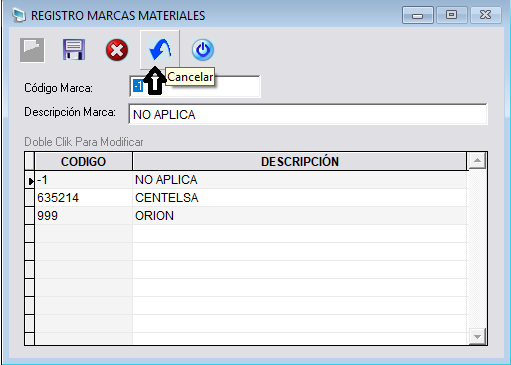 REGISTRO MARCAS MATERIALES
Cancelar
Código Marca: -1
Descripción Marca: NO APLICA
Doble Clik Para Modificar
CODIGO DESCRIPCIÓN
-1 NO APLICA
635214 CENTELSA
999 ORION